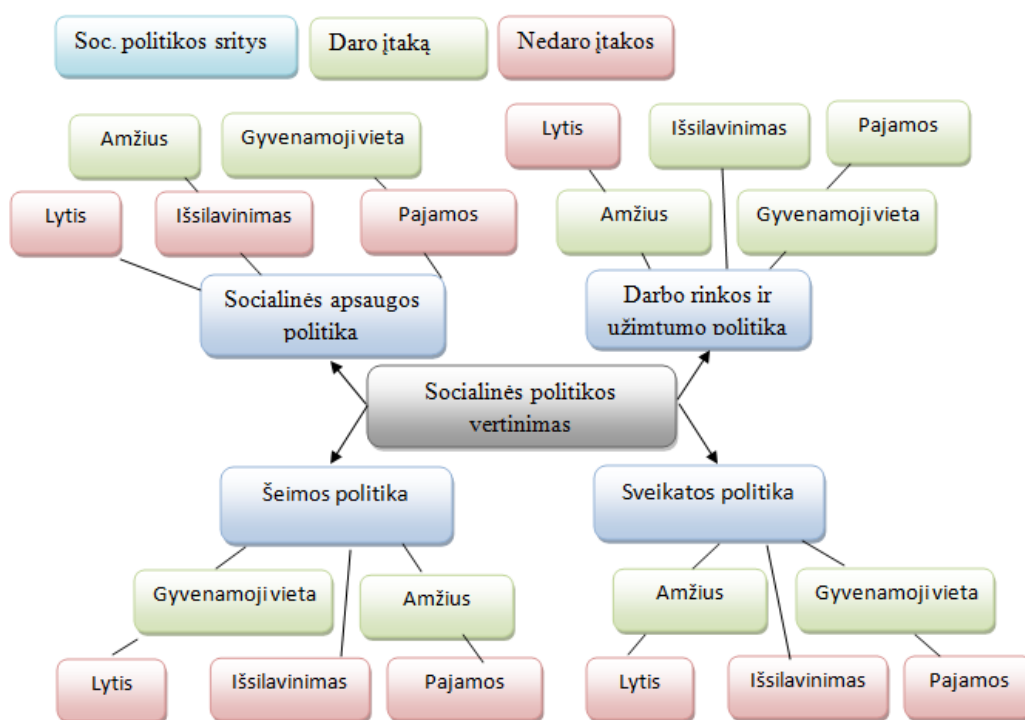 Soc. politikos sritys
Daro įtaką
Nedaro įtakos
Amžius
Gyvenamoji vieta
Lytis
Išsilavinimas
Pajamos
Socialinės apsaugos
politika
Lytis
Išsilavinimas
Pajamos
Amžius
Gyvenamoji vieta
Darbo rinkos ir
užimtumo politika
Socialinės politikos
vertinimas
Šeimos politika
Gyvenamoji vieta
Amžius
Lytis
Išsilavinimas
Pajamos
Sveikatos politika
Amžius
Gyvenamoji vieta
Lytis
Išsilavinimas
Pajamos